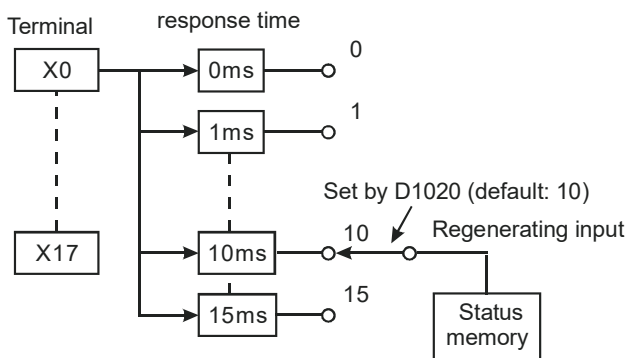 Terminal
response time
X0
0ms
0
1ms
1
Set by D1020 (default: 10)
X17
10ms
10
Regenerating input
15ms
15
Status
memory